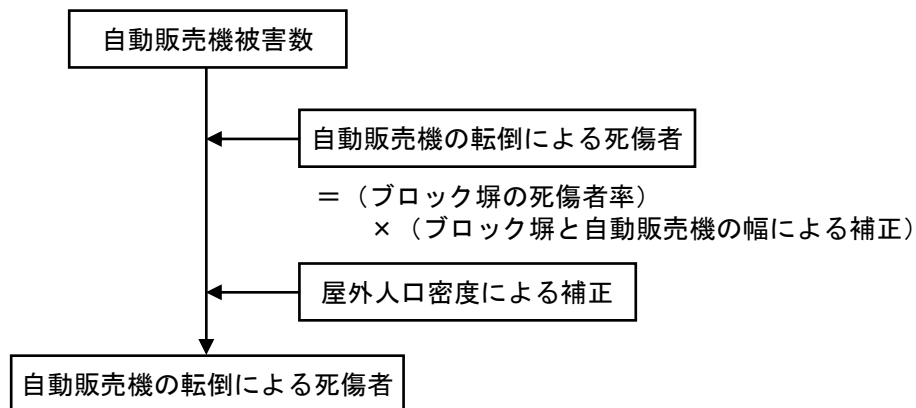 自動販売機被害数
自動販売機の転倒による死傷者
＝（ブロック塀の死傷者率）
×（ブロック塀と自動販売機の幅による補正）
屋外人口密度による補正
自動販売機の転倒による死傷者